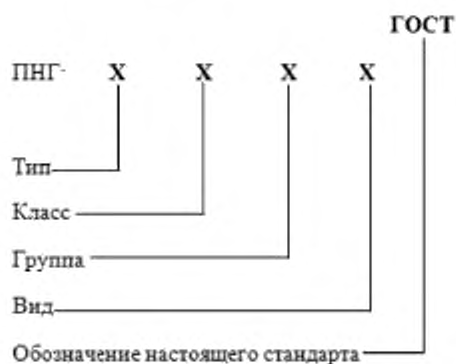 ГОСТ
ПНГ- X X X X
Тип
Класс
Группа
Вид
Обозначение настоящего стандарта